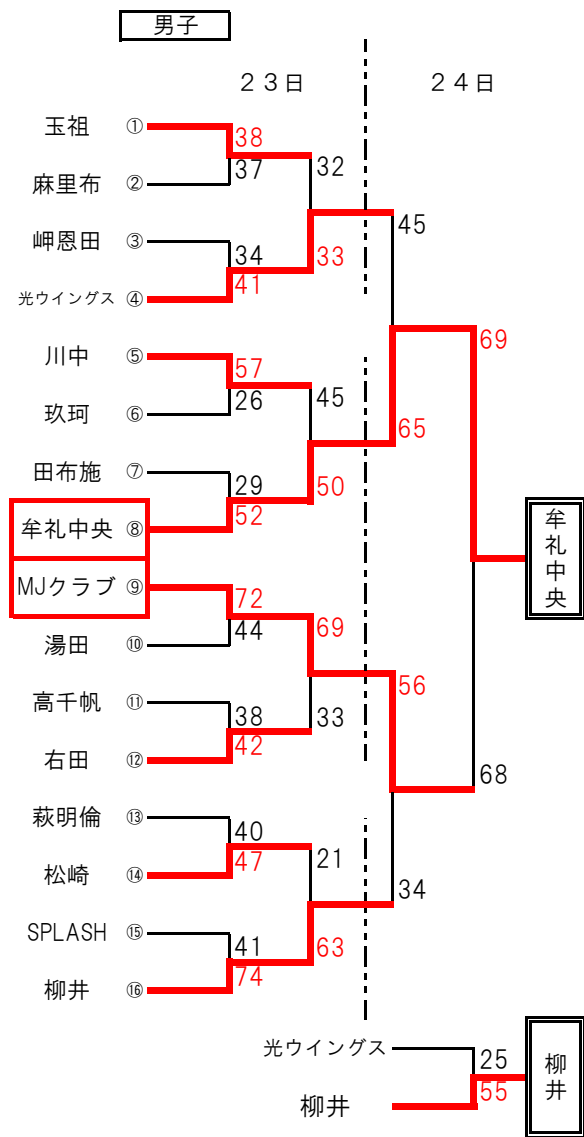 男子
２３日
２４日
玉祖 ①
38
37
麻里布 ②
32
岬恩田 ③
34
33
41
光ウイングス ④
45
川中 ⑤
57
26
玖珂 ⑥
45
田布施 ⑦
29
50
52
牟礼中央 ⑧
65
69
牟礼中央
MJクラブ ⑨
72
44
湯田 ⑩
69
高千帆 ⑪
38
33
42
右田 ⑫
56
68
萩明倫 ⑬
40
47
松崎 ⑭
21
SPLASH ⑮
41
63
74
柳井 ⑯
34
光ウイングス
25
55
柳井
柳井